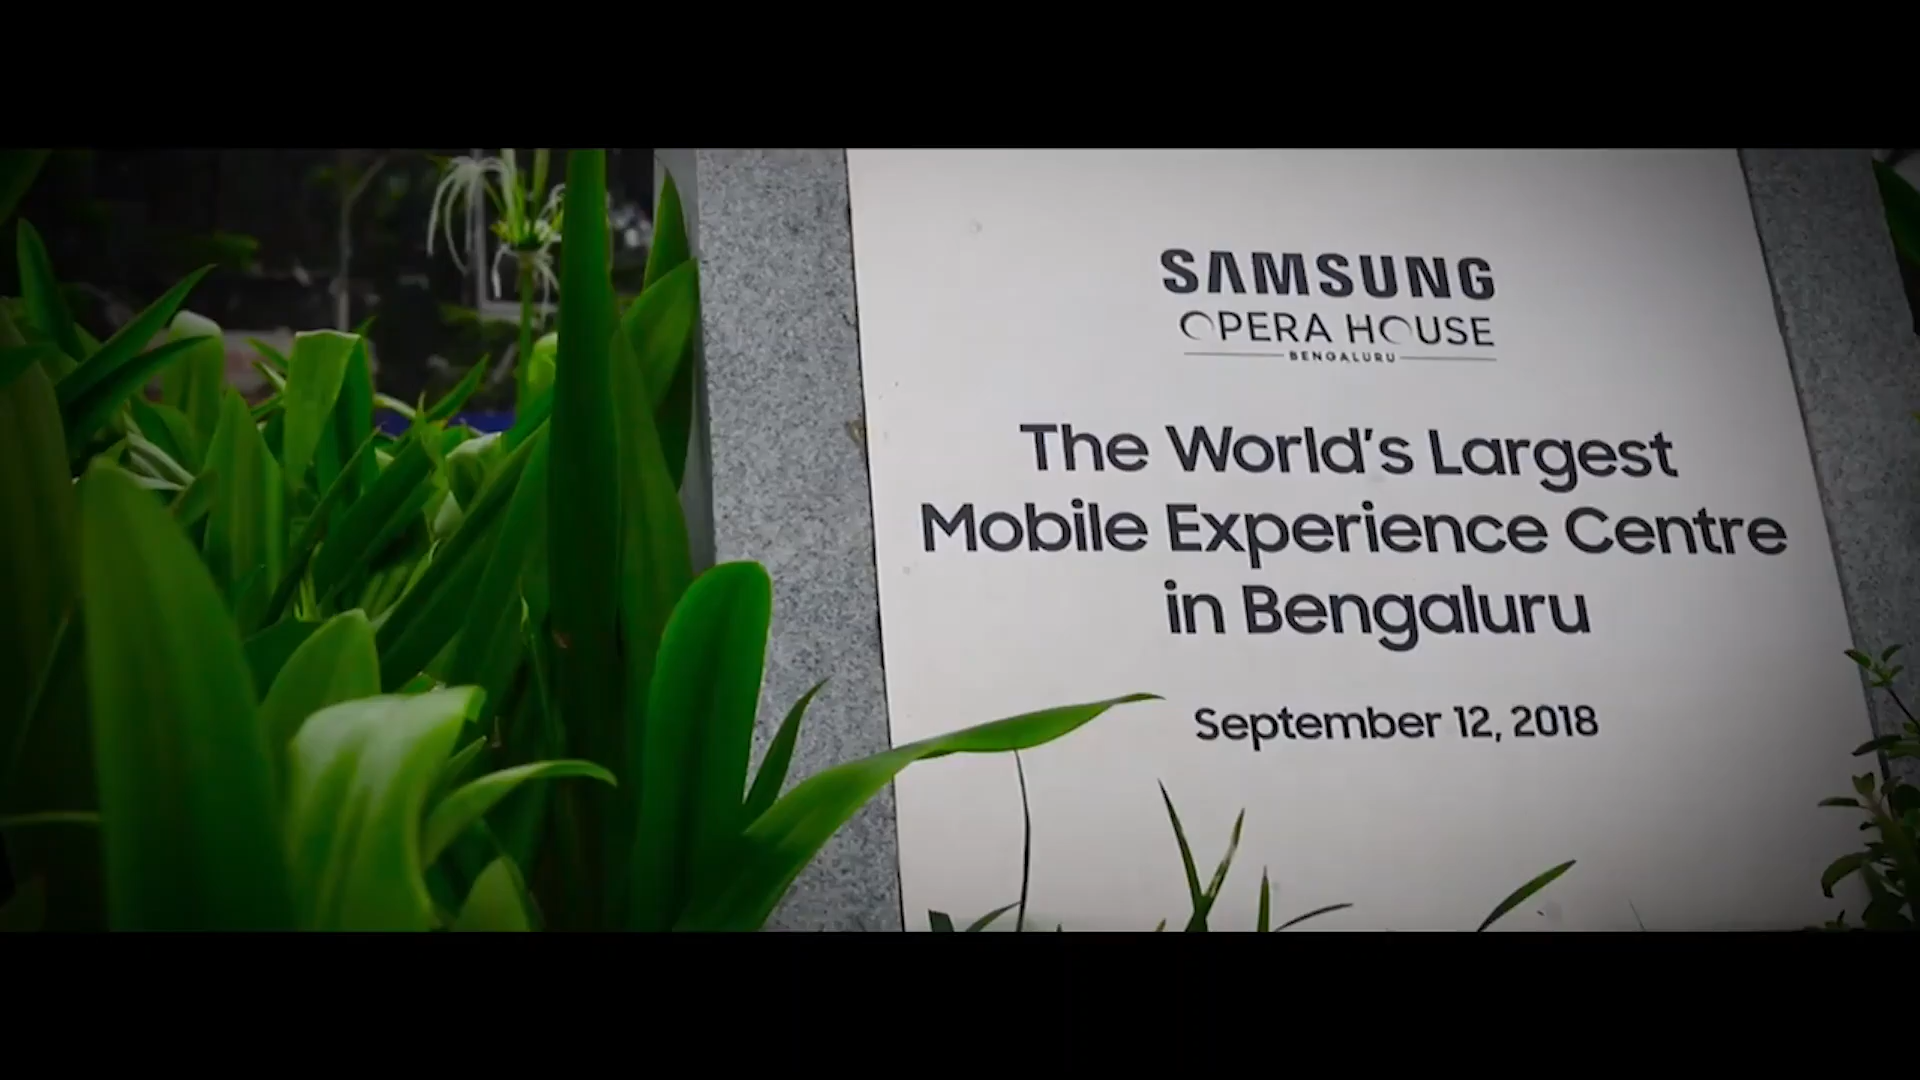 SAMSUNG
OPERA HOUSE
BENGALURU
The World's Largest
Mobile Experience Centre
in Bengaluru
September 12, 2018